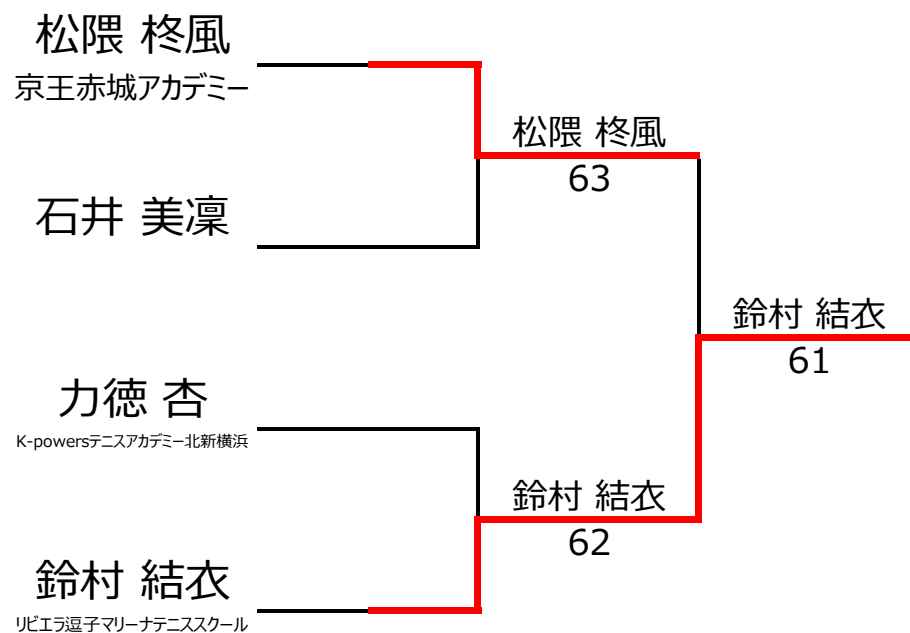 松隈 柊風
京王赤城アカデミー
松隈 柊風
63
石井 美凜
鈴村 結衣
61
力徳 杏
K-powersテニスアカデミー北新横浜
鈴村 結衣
62
鈴村 結衣
リビエラ逗子マリーナテニススクール